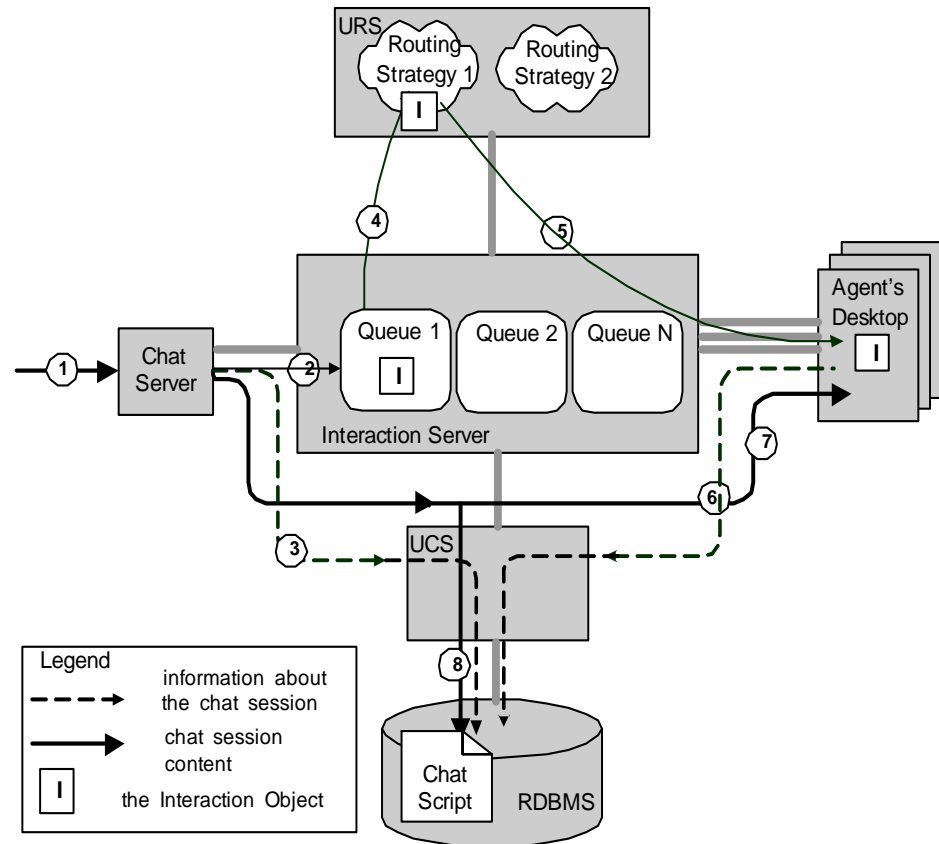 URS
Routing
Strategy 1
I
Routing
Strategy 2
4
5
Queue 1
I
Queue 2
Queue N
Interaction Server
Agent's
Desktop
I
1
Chat
Server
2
7
6
3
UCS
8
Chat
Script
RDBMS
Legend
information about
the chat session
chat session
content
I
the Interaction Object